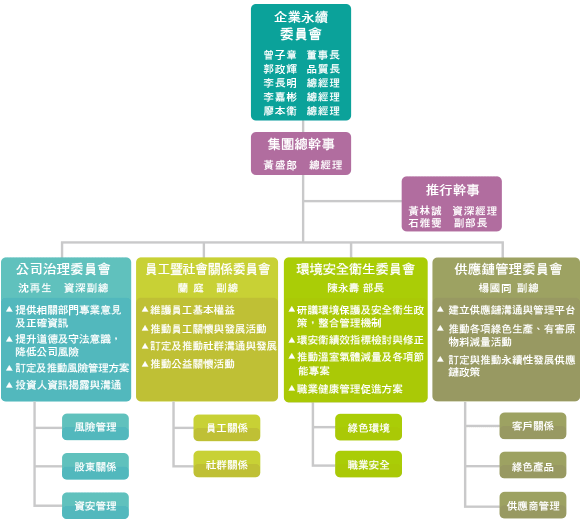 企業永續
委員會
曾子章 董事長
郭政輝 品質長
李長明 總經理
李嘉彬 總經理
廖本衛 總經理
集團總幹事
黃盛郎 總經理
推行幹事
黃林誠 資深經理
石雅雯 副部長
公司治理委員會
沈再生 資深副總
▲提供相關部門專業意見
及正確資訊
▲提升道德及守法意識,
降低公司風險
▲訂定及推動風險管理方案
▲投資人資訊揭露與溝通
風險管理
股東關係
資安管理
員工暨社會關係委員會
蘭庭 副總
▲維護員工基本權益
▲推動員工關懷與發展活動
▲訂定及推動社群溝通與發展
▲推動公益關懷活動
員工關係
社群關係
環境安全衛生委員會
陳永壽 部長
▲研議環境保護及安全衛生政
策,整合管理機制
▲環安衛績效指標檢討與修正
▲推動溫室氣體減量及各項節
能專案
▲職業健康管理促進方案
綠色環境
職業安全
供應鏈管理委員會
楊國同 副總
▲建立供應鏈溝通與管理平台
▲推動各項綠色生產、有害原
物料減量活動
▲訂定與推動永續性發展供應
鏈政策
客戶關係
綠色產品
供應商管理